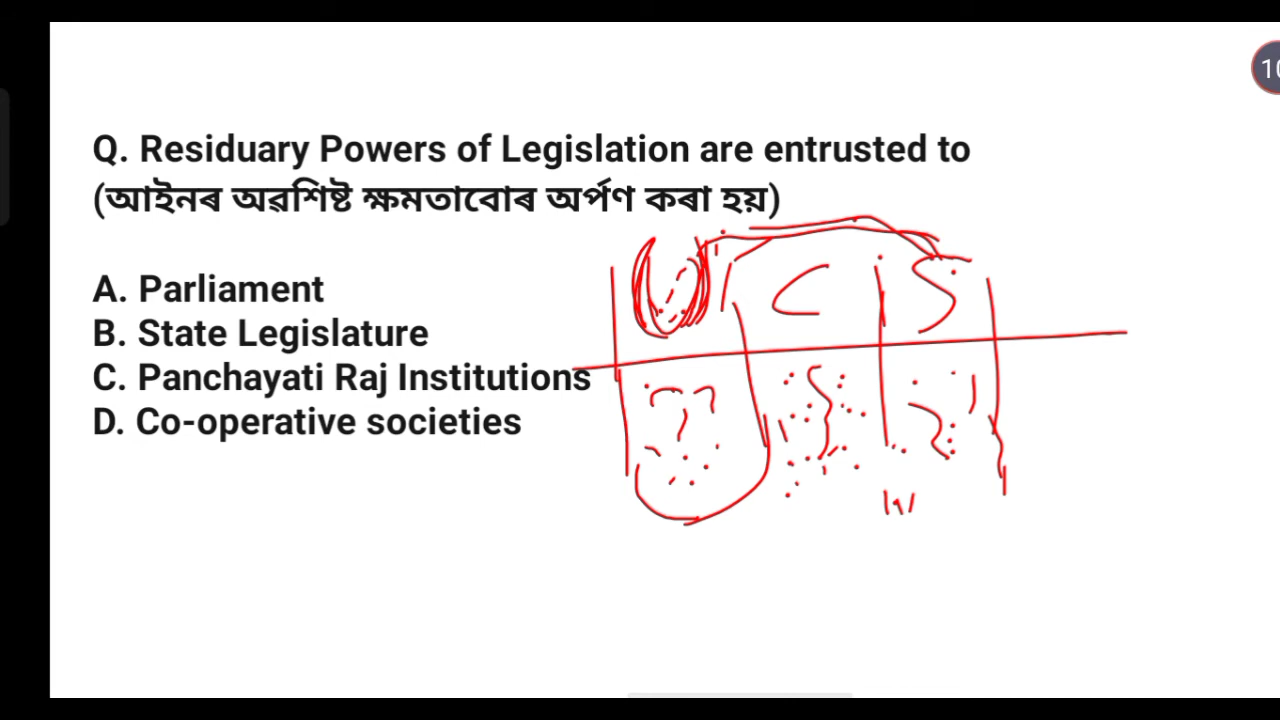 10
Q. Residuary Powers of Legislation are entrusted to
(আইনৰ অৱশিষ্ট ক্ষমতাবোৰ অৰ্পণ কৰা হয়)
U C S
A. Parliament
B. State Legislature
C. Panchayati Raj Institutions
D. Co-operative societies